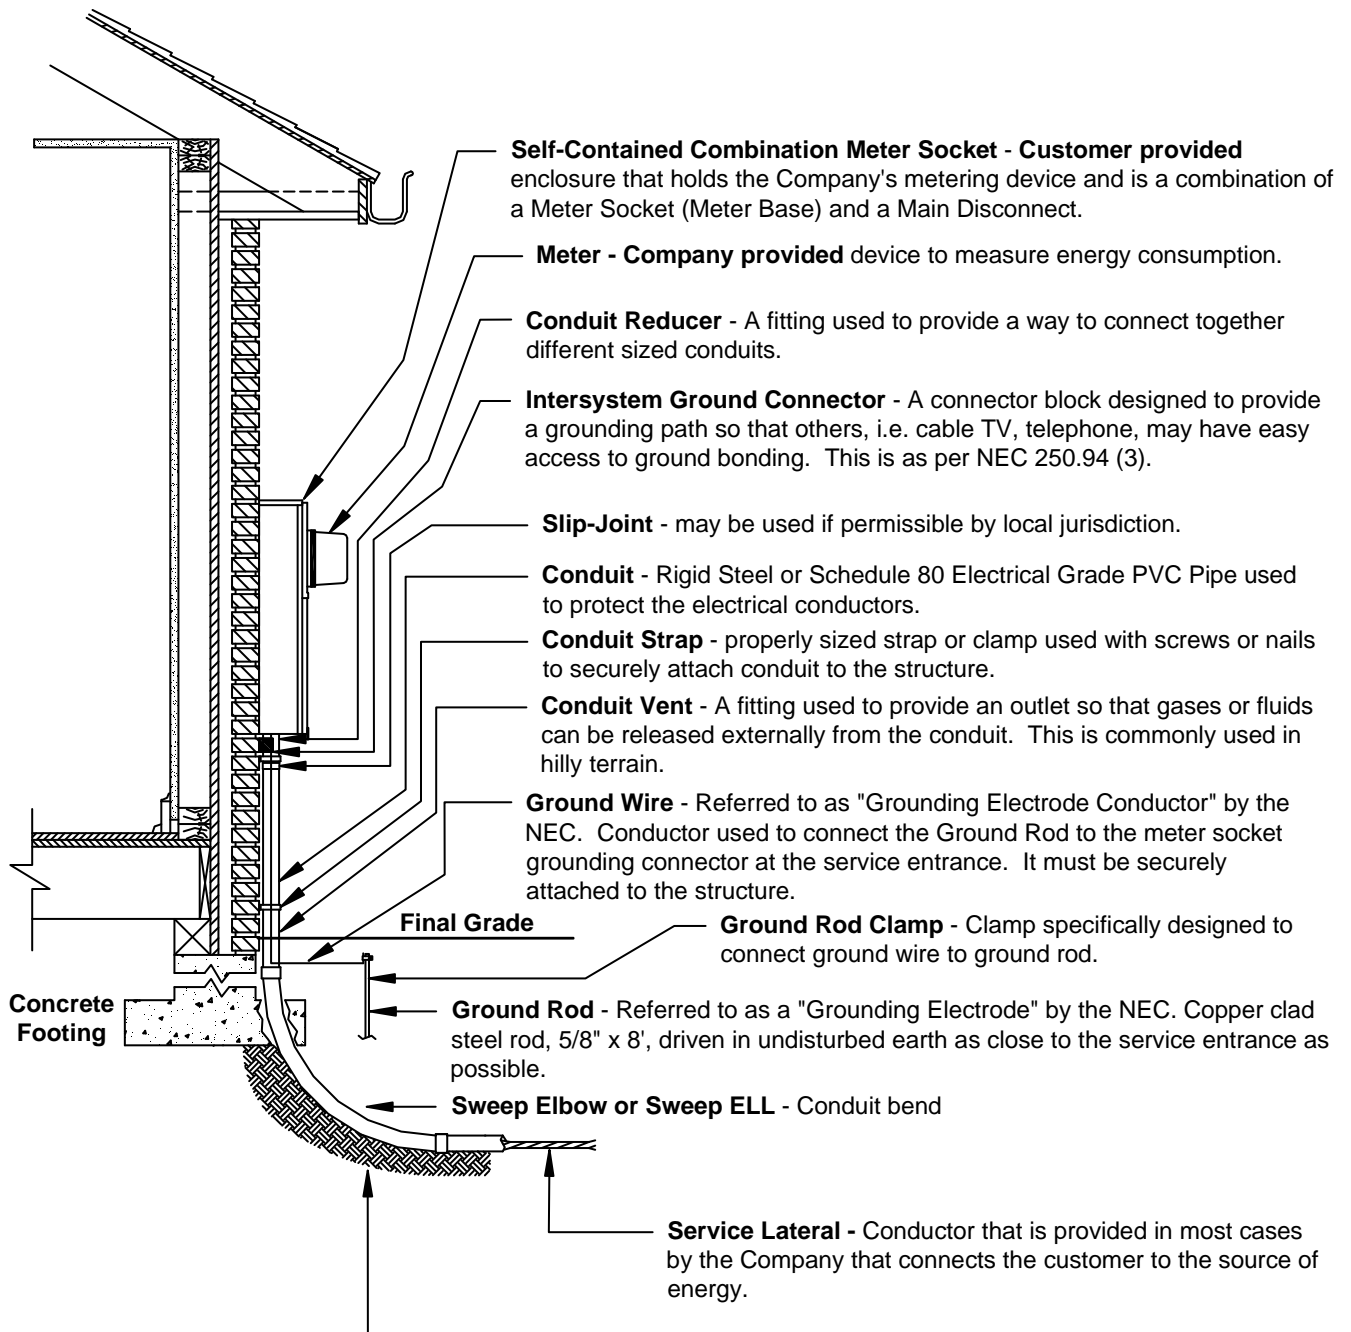 Self-Contained Combination Meter Socket - Customer provided
enclosure that holds the Company's metering device and is a combination of
a Meter Socket (Meter Base) and a Main Disconnect.
Meter - Company provided device to measure energy consumption.
Conduit Reducer - A fitting used to provide a way to connect together
different sized conduits.
Intersystem Ground Connector - A connector block designed to provide
a grounding path so that others, i.e. cable TV, telephone, may have easy
access to ground bonding. This is as per NEC 250.94 (3).
Slip-Joint - may be used if permissible by local jurisdiction.
Conduit - Rigid Steel or Schedule 80 Electrical Grade PVC Pipe used
to protect the electrical conductors.
Conduit Strap - properly sized strap or clamp used with screws or nails
to securely attach conduit to the structure.
Conduit Vent - A fitting used to provide an outlet so that gases or fluids
can be released externally from the conduit. This is commonly used in
hilly terrain.
Ground Wire - Referred to as "Grounding Electrode Conductor" by the
NEC. Conductor used to connect the Ground Rod to the meter socket
grounding connector at the service entrance. It must be securely
attached to the structure.
Final Grade
Ground Rod Clamp - Clamp specifically designed to
connect ground wire to ground rod.
Concrete
Footing
Ground Rod - Referred to as a "Grounding Electrode" by the NEC. Copper clad
steel rod, 5/8" x 8', driven in undisturbed earth as close to the service entrance as
possible.
Sweep Elbow or Sweep ELL - Conduit bend
Service Lateral - Conductor that is provided in most cases
by the Company that connects the customer to the source of
energy.